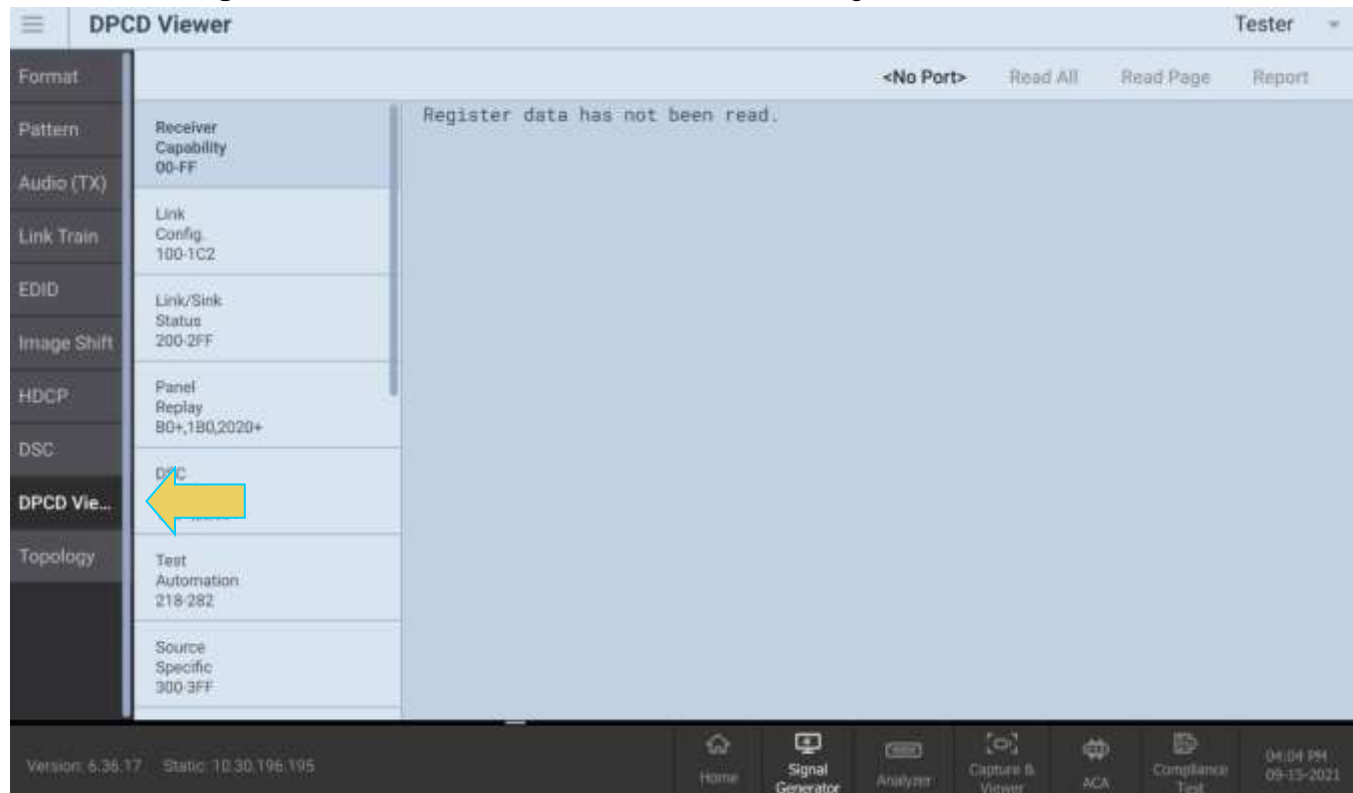 DPCD Viewer
Tester
Format
Pattern
Audio (TX)
Link Train
EDID
Image Shift
HDCP
DSC
DPCD Vie...
Topology
<No Port>
Read All
Read Page
Report
Receiver
Capability
00-FF
Link
Config.
100-1C2
Link/Sink
Status
200-2FF
Panel
Replay
B0+,1B0,2020+
DSC
Test
Automation
218-282
Source
Specific
300-3FF
Register data has not been read.
Version: 6.36.17
Static: 10.30.196.195
Home
Signal
Generator
Analyzer
Capture &
Viewer
ACA
Compliance
Test
04:04 PM
09-15-2021